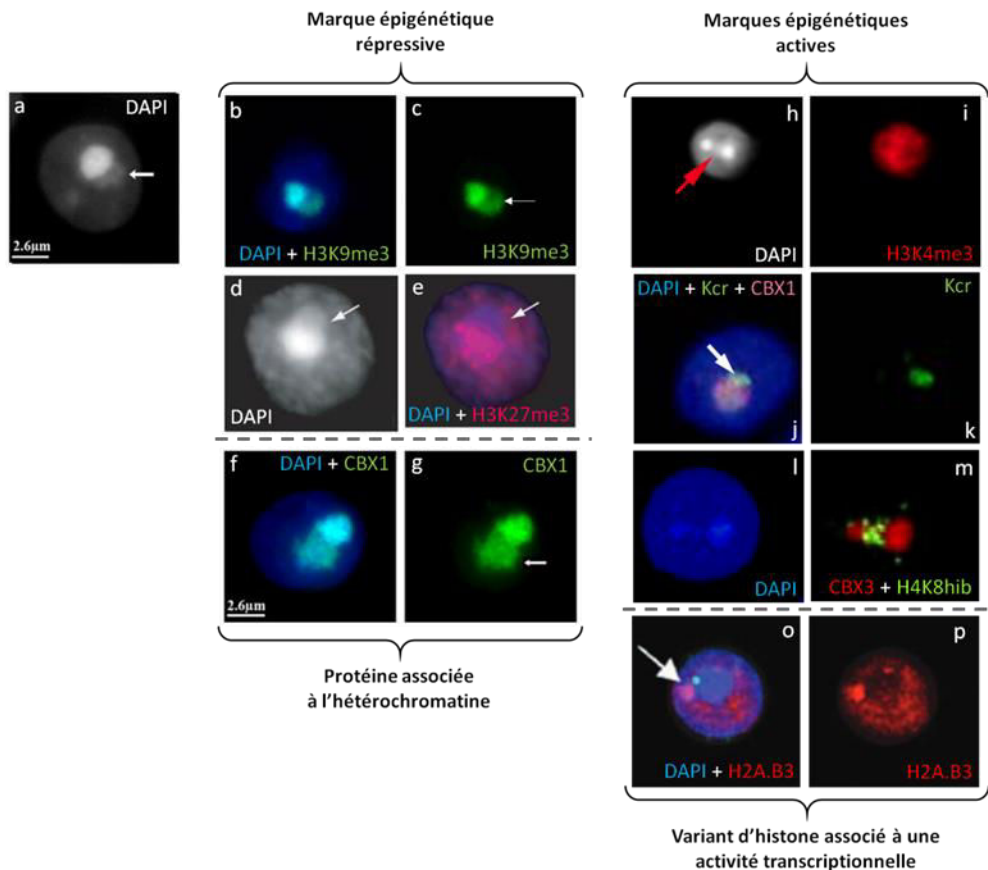 Marque épigénétique
répressive
Marques épigénétiques
actives
a
DAPI
2.6µm
b
DAPI + H3K9me3
c
H3K9me3
h
DAPI
i
H3K4me3
d
DAPI
e
DAPI + H3K27me3
DAPI + Kcr + CBX1
j
Kcr
k
f
DAPI + CBX1
2.6µm
g
CBX1
l
DAPI
m
CBX3 + H4K8hib
Protéine associée
à l’hétérochromatine
o
DAPI + H2A.B3
p
H2A.B3
Variant d’histone associé à une
activité transcriptionnelle